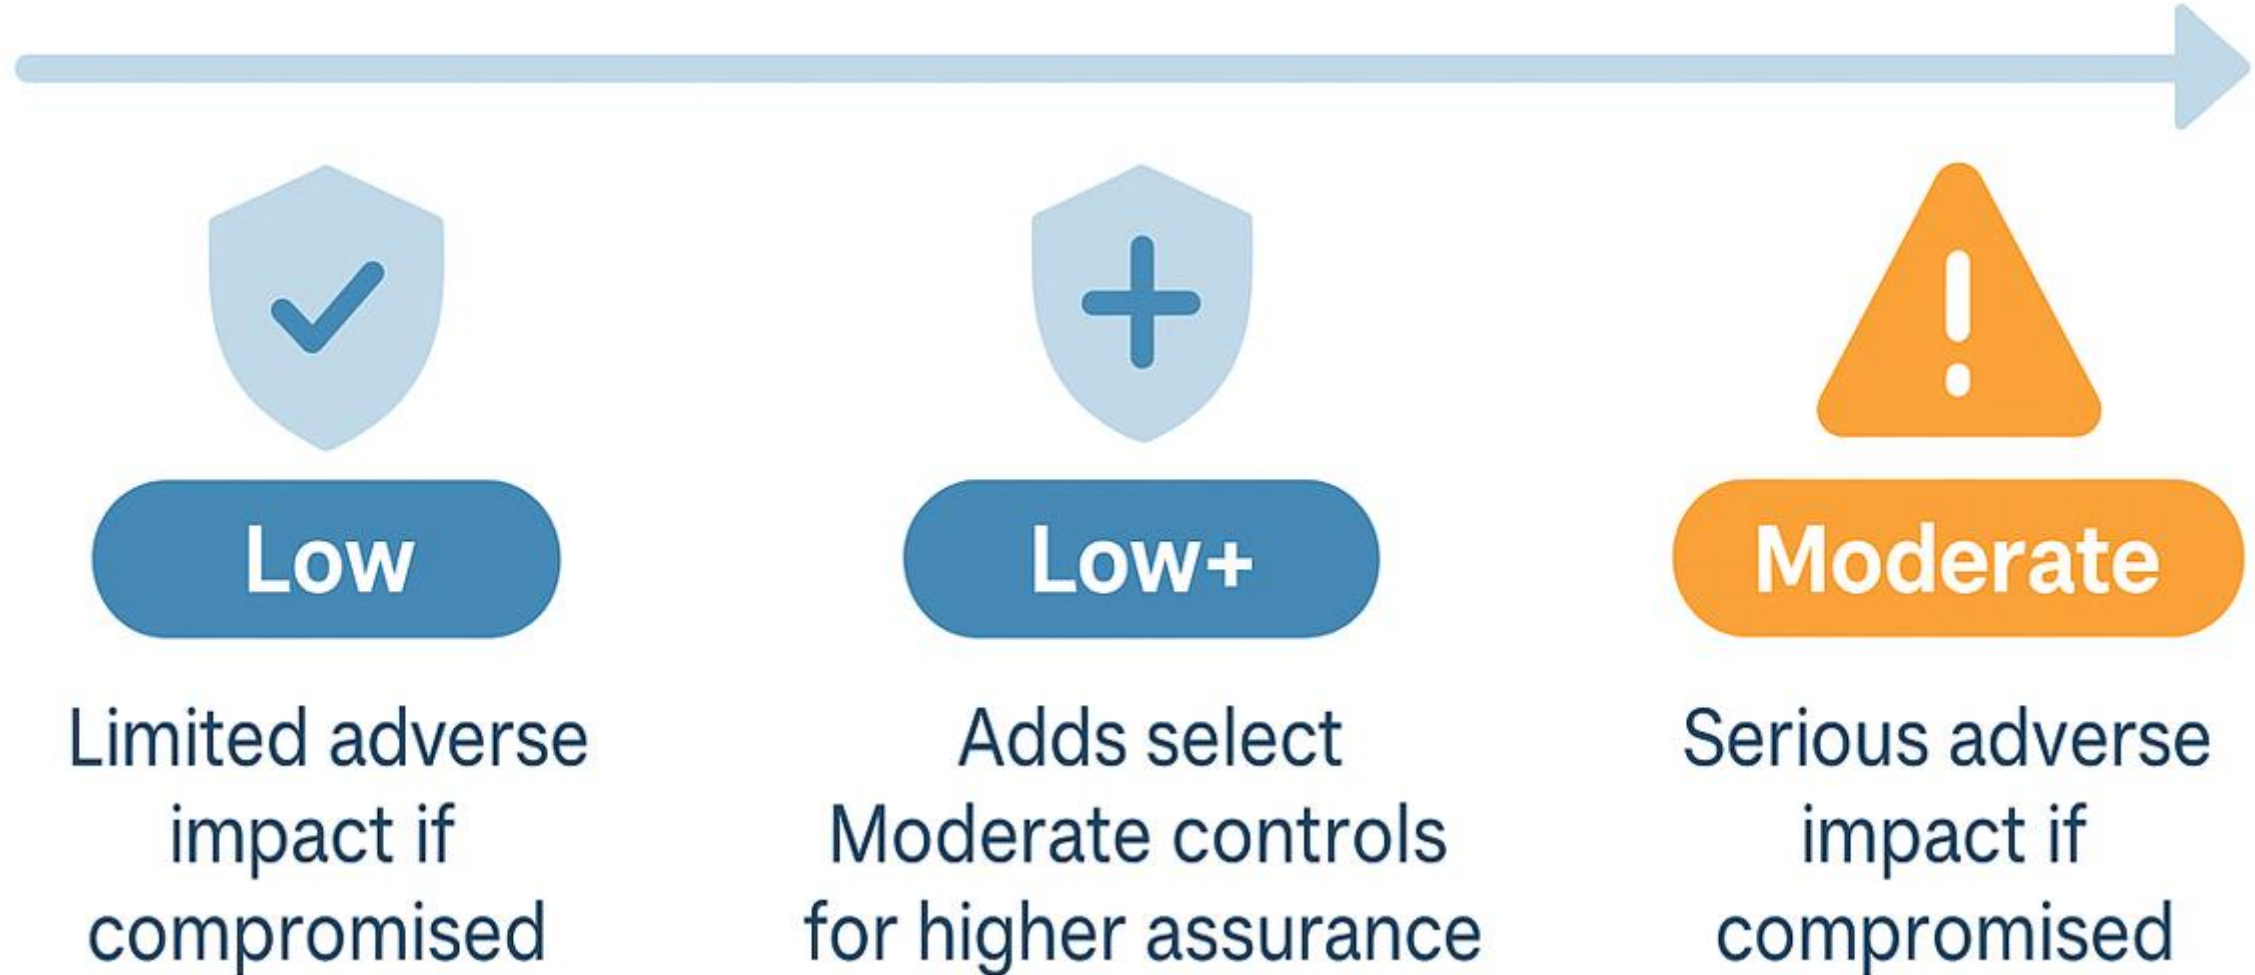 Low
Limited adverse
impact if
compromised
Low+
Adds select
Moderate controls
for higher assurance
Moderate
Serious adverse
impact if
compromised